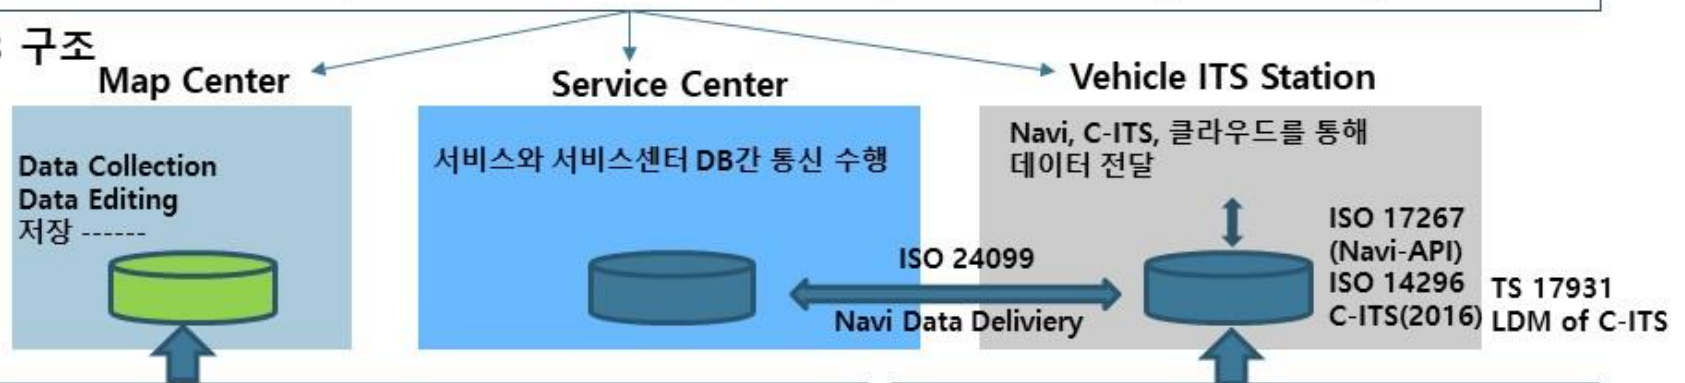 구조
Map Center
Service Center
Vehicle ITS Station
Data Collection
Data Editing
저장 ------
서비스와 서비스센터 DB간 통신 수행
Navi, C-ITS, 클라우드를 통해
데이터 전달
ISO 24099
Navi Data Deliviery
ISO 17267
(Navi-API)
ISO 14296
C-ITS(2016)
TS 17931
LDM of C-ITS